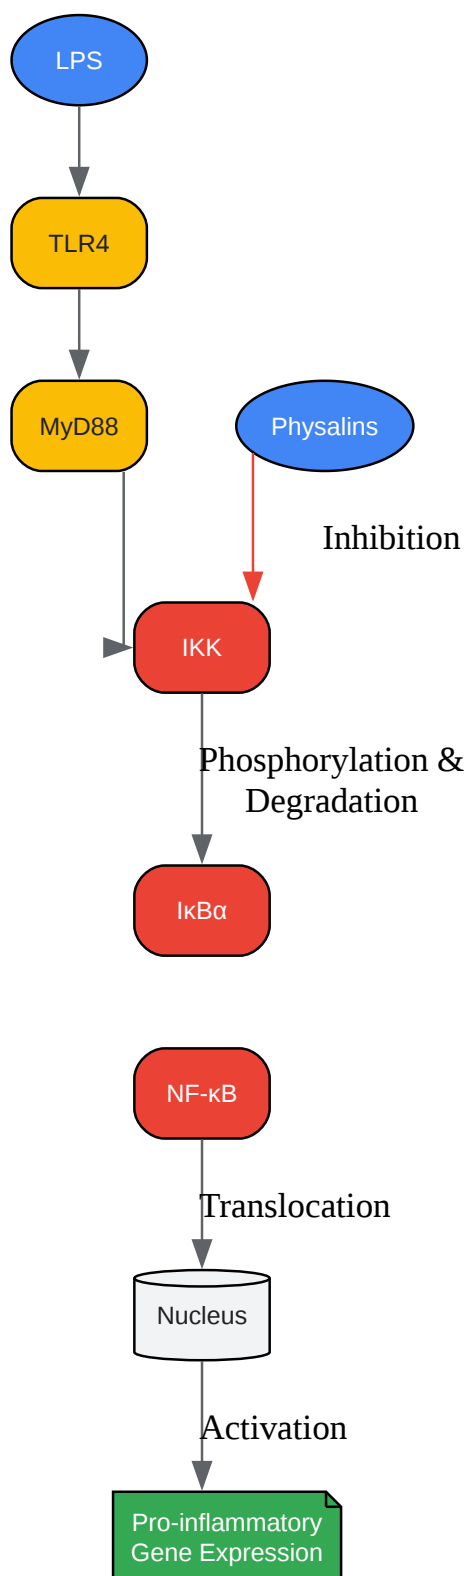 LPS
TLR4
MyD88
Physalins
Inhibition
IKK
Phosphorylation &
Degradation
IκBα
NF-κB
Translocation
Nucleus
Activation
Pro-inflammatory
Gene Expression